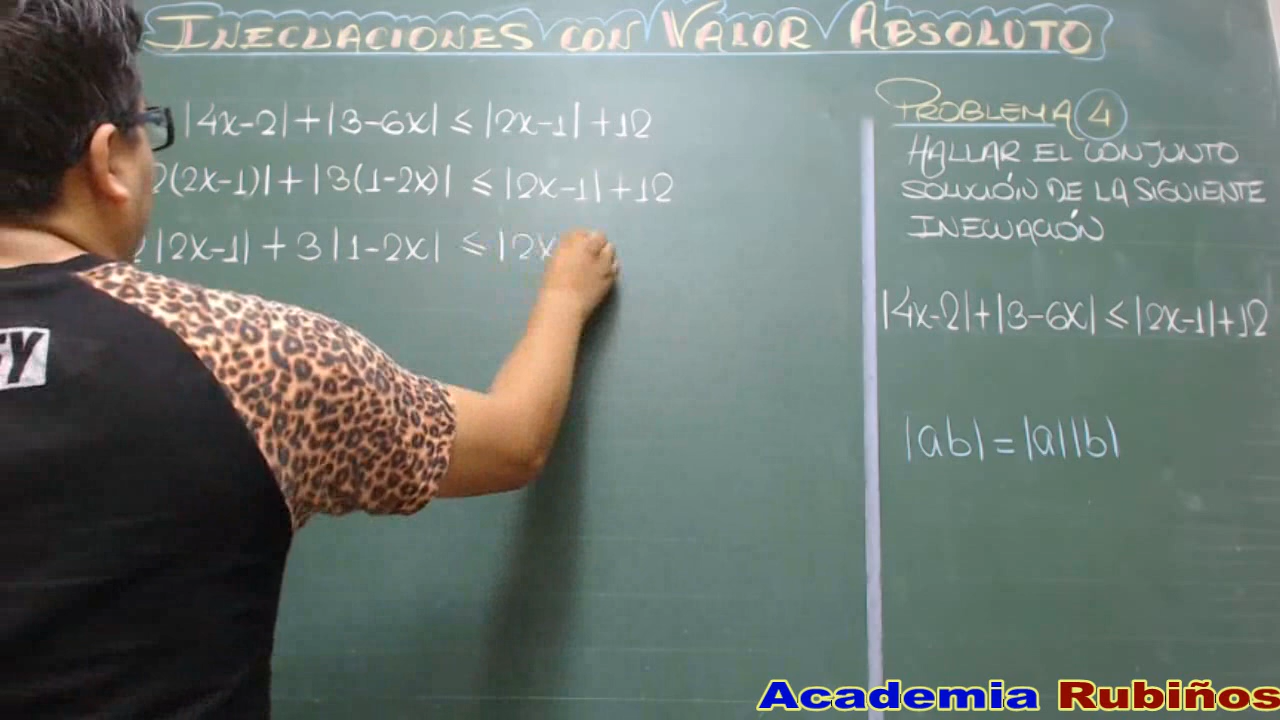 INECUACIONES CON VALOR ABSOLUTO
|4x-2|+|3-6x| ≤ |2x-1|+12
2(2x-1)|+|3(1-2x)| ≤ |2x-1|+12
2|2x-1|+3|1-2x| ≤ |2x
PROBLEMA 4
HALLAR EL CONJUNTO
SOLUCIÓN DE LA SIGUIENTE
INECUACIÓN
|4x-2|+|3-6x| ≤ |2x-1|+12
|ab|=|a||b|
Academia Rubiños